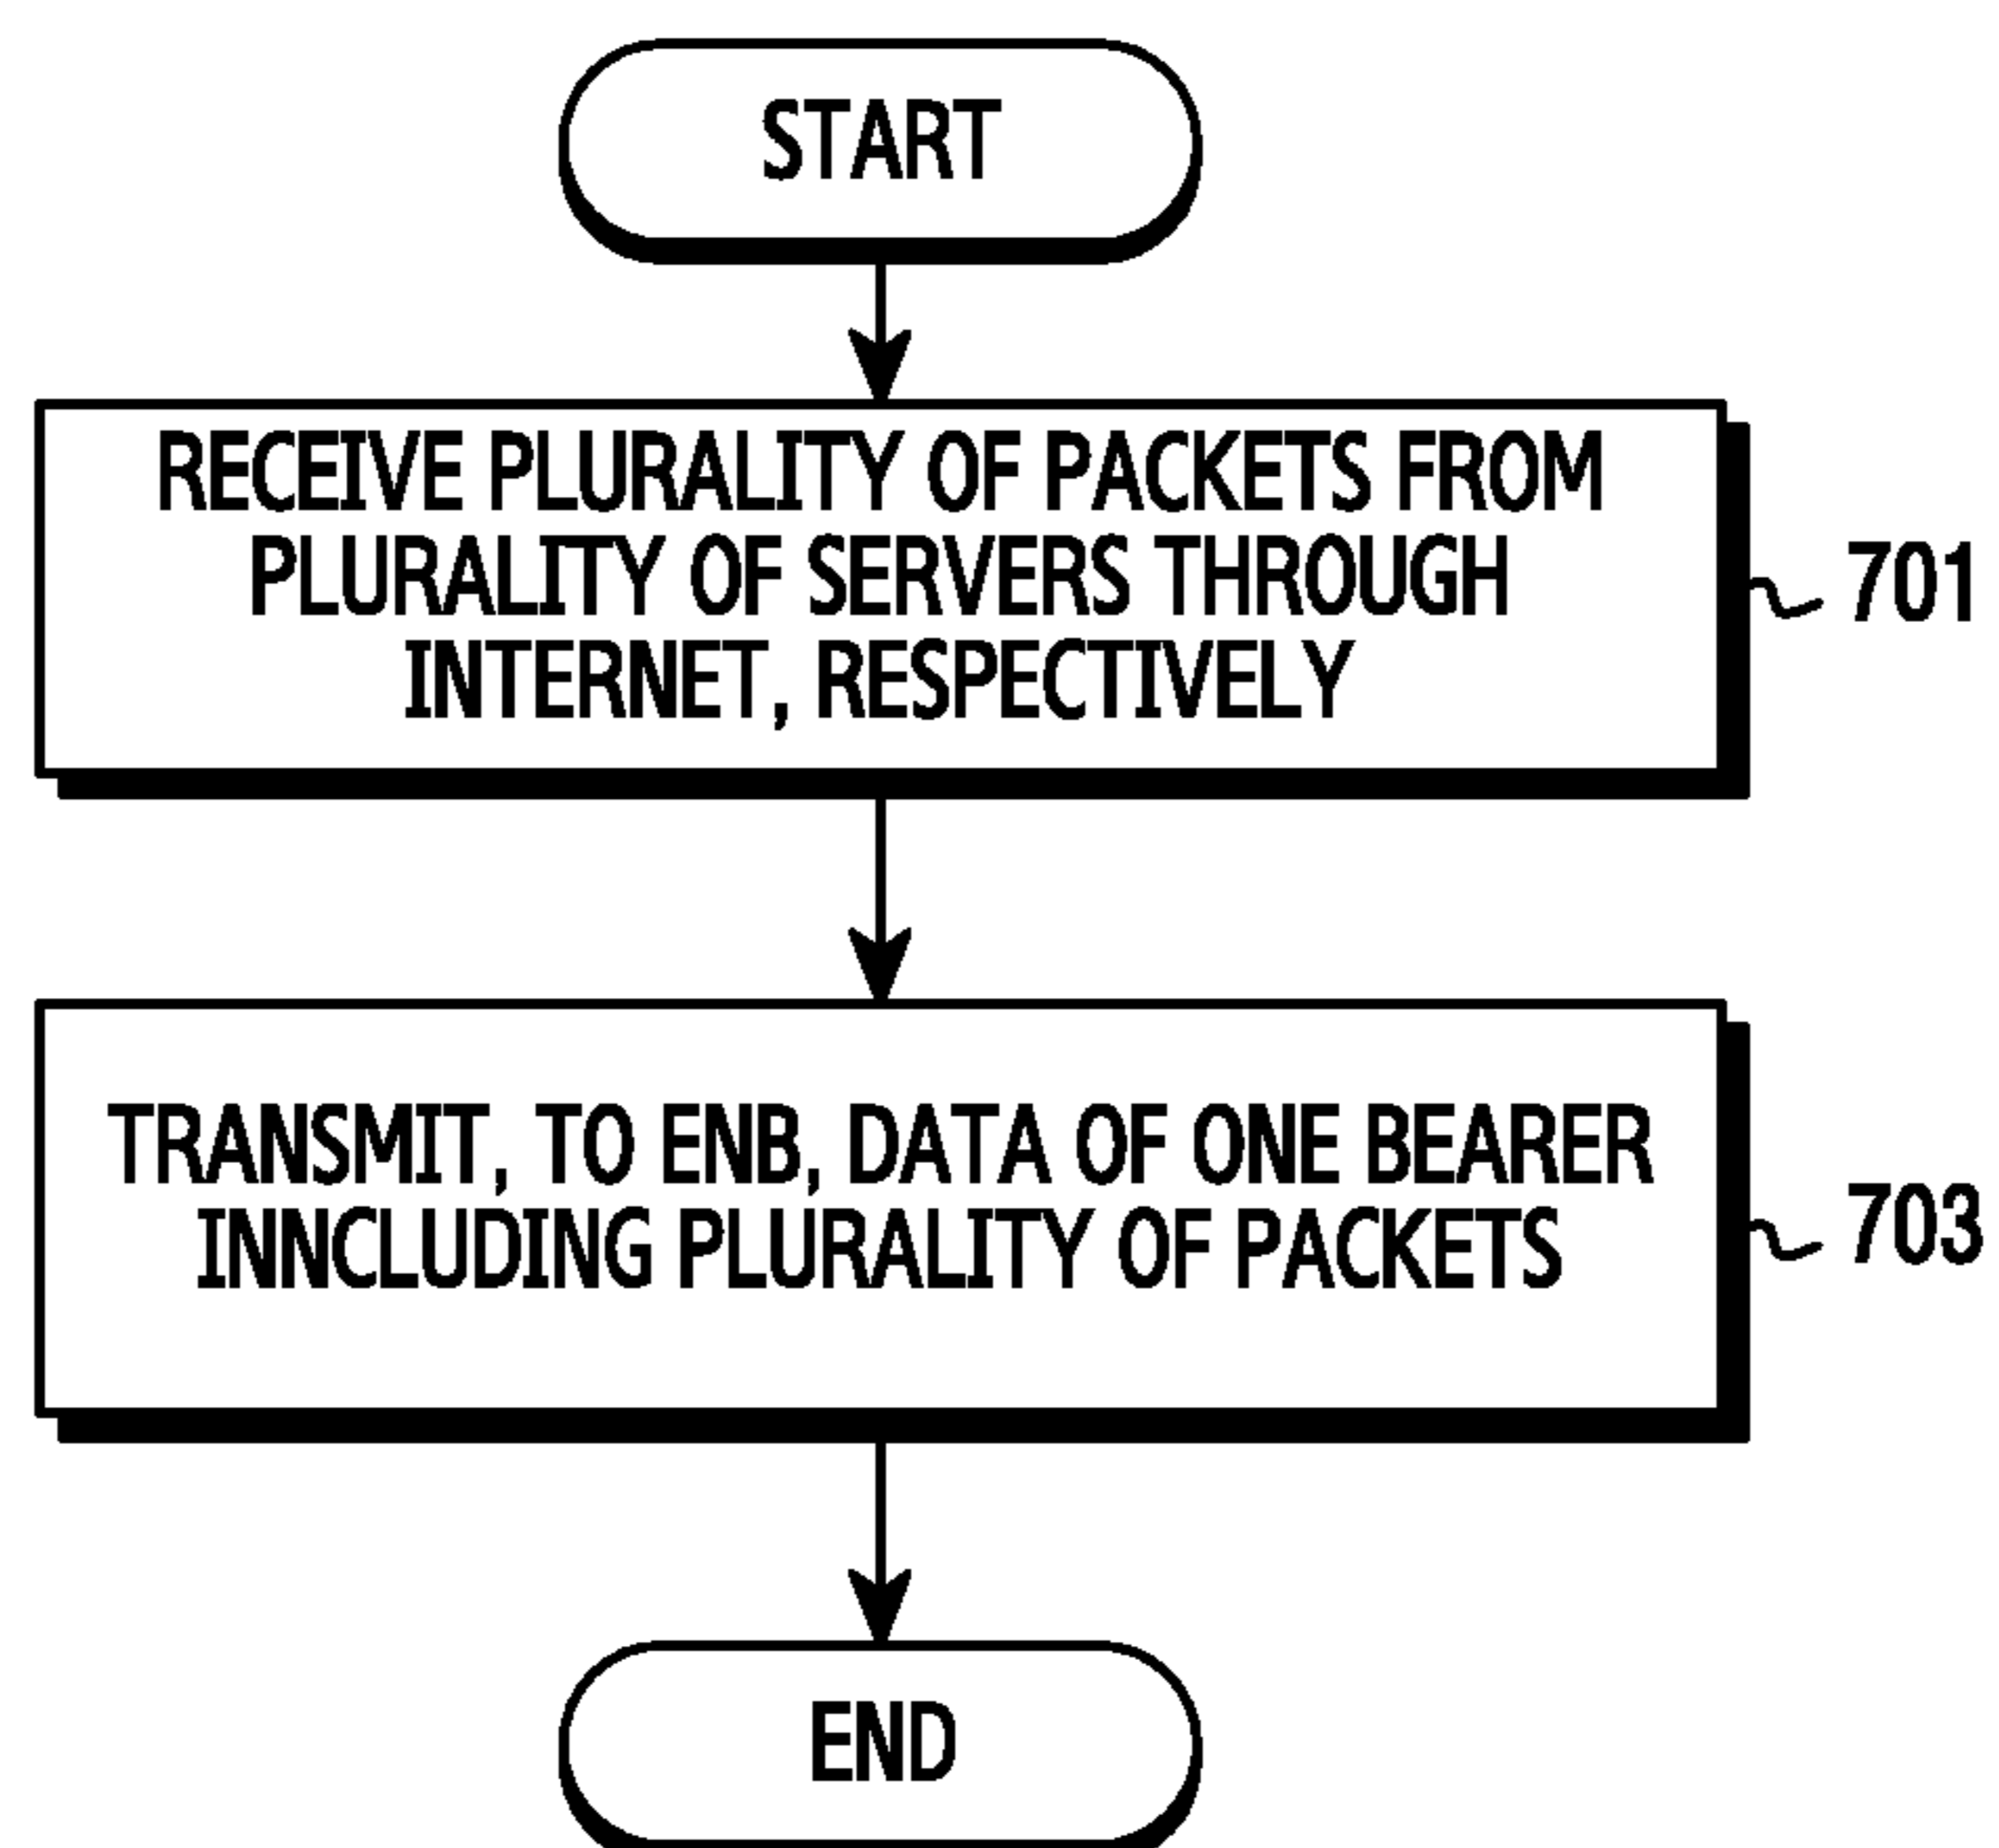 START
RECEIVE PLURALITY OF PACKETS FROM
PLURALITY OF SERVERS THROUGH
INTERNET, RESPECTIVELY
701
TRANSMIT, TO ENB, DATA OF ONE BEARER
INNCLUDING PLURALITY OF PACKETS
703
END